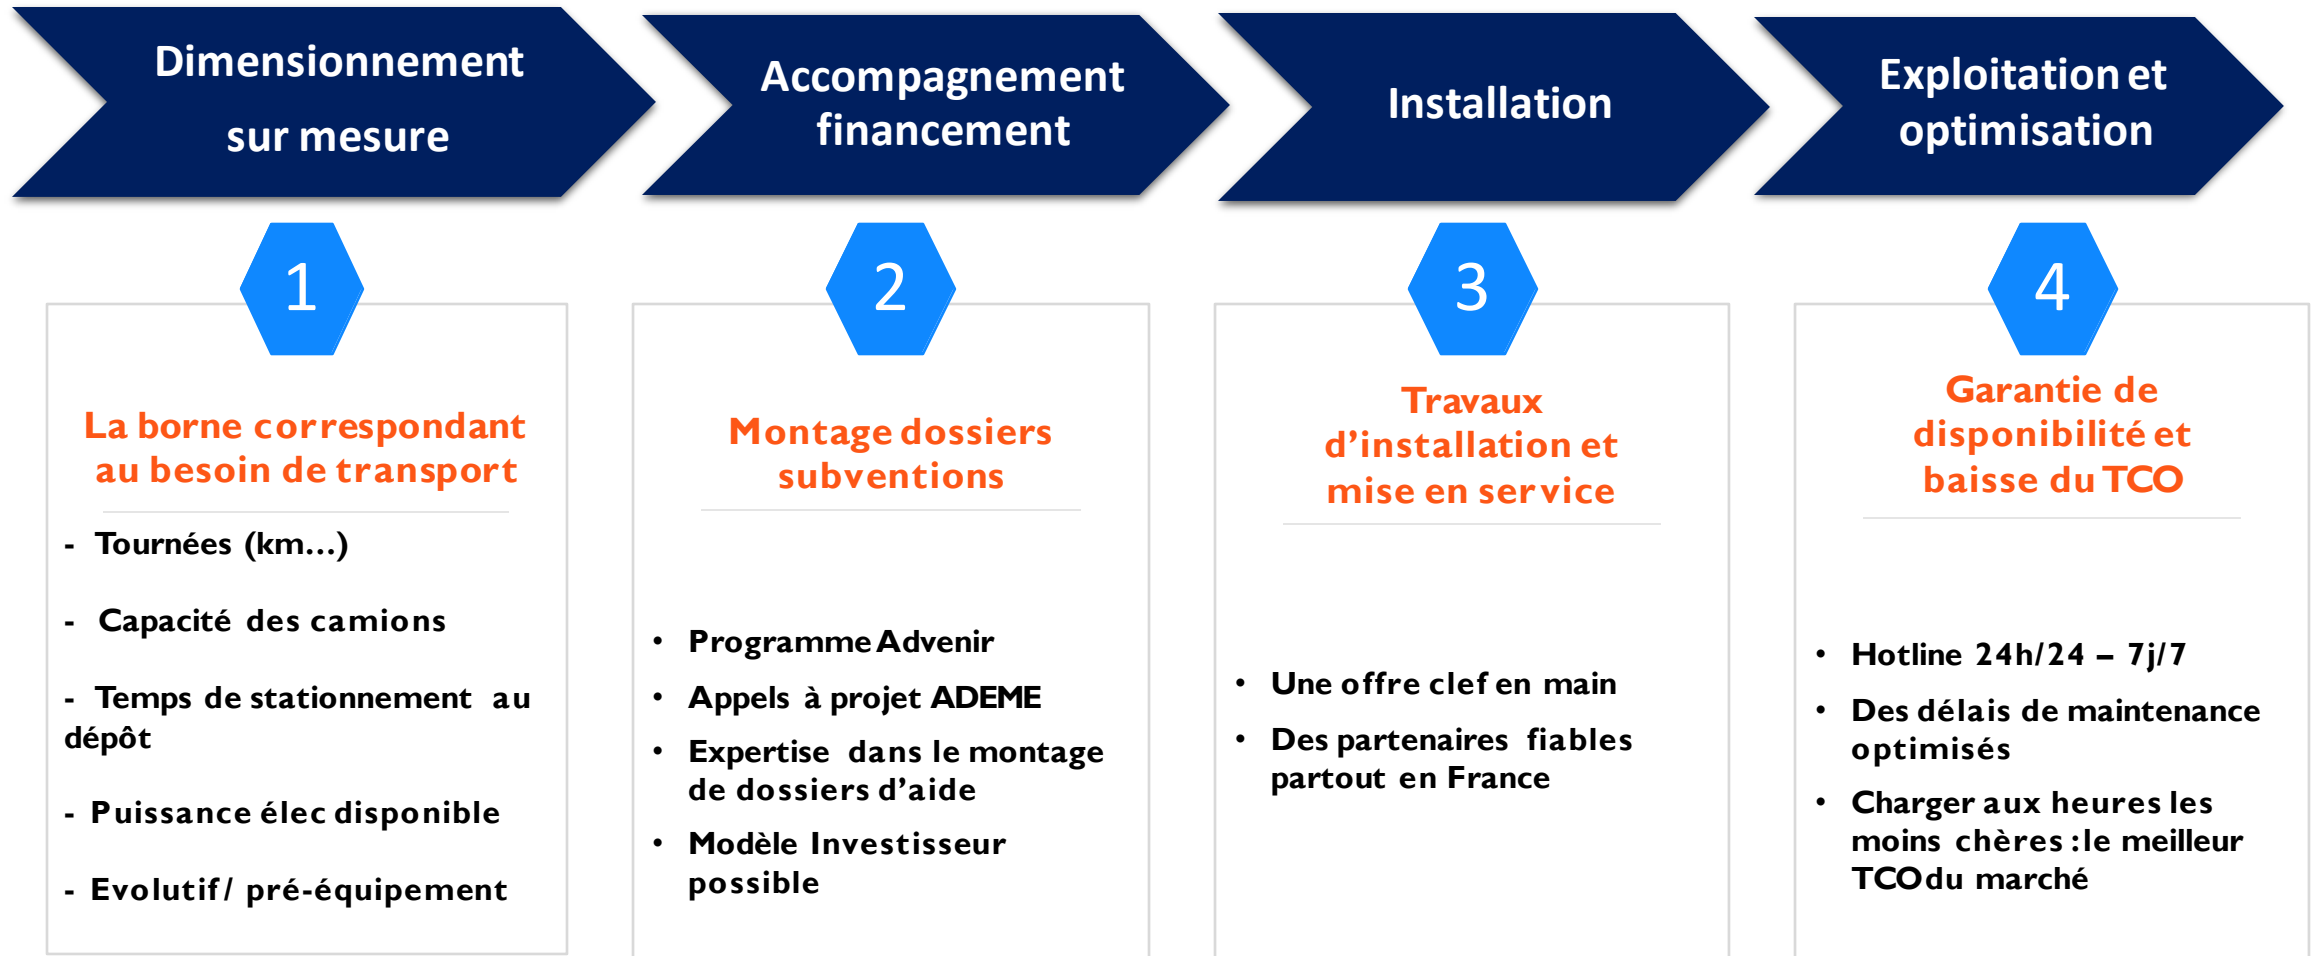 Dimensionnement
sur mesure
Accompagnement
financement
Installation
Exploitation et
optimisation
1
La borne correspondant
au besoin de transport
- Tournées (km...)
- Capacité des camions
- Temps de stationnement au
dépôt
- Puissance élec disponible
- Evolutif / pré-équipement
2
Montage dossiers
subventions
• Programme Advenir
• Appels à projet ADEME
• Expertise dans le montage
de dossiers d’aide
• Modèle Investisseur
possible
3
Travaux
d’installation et
mise en service
• Une offre clef en main
• Des partenaires fiables
partout en France
4
Garantie de
disponibilité et
baisse du TCO
• Hotline 24h/24 – 7j/7
• Des délais de maintenance
optimisés
• Charger aux heures les
moins chères : le meilleur
TCO du marché